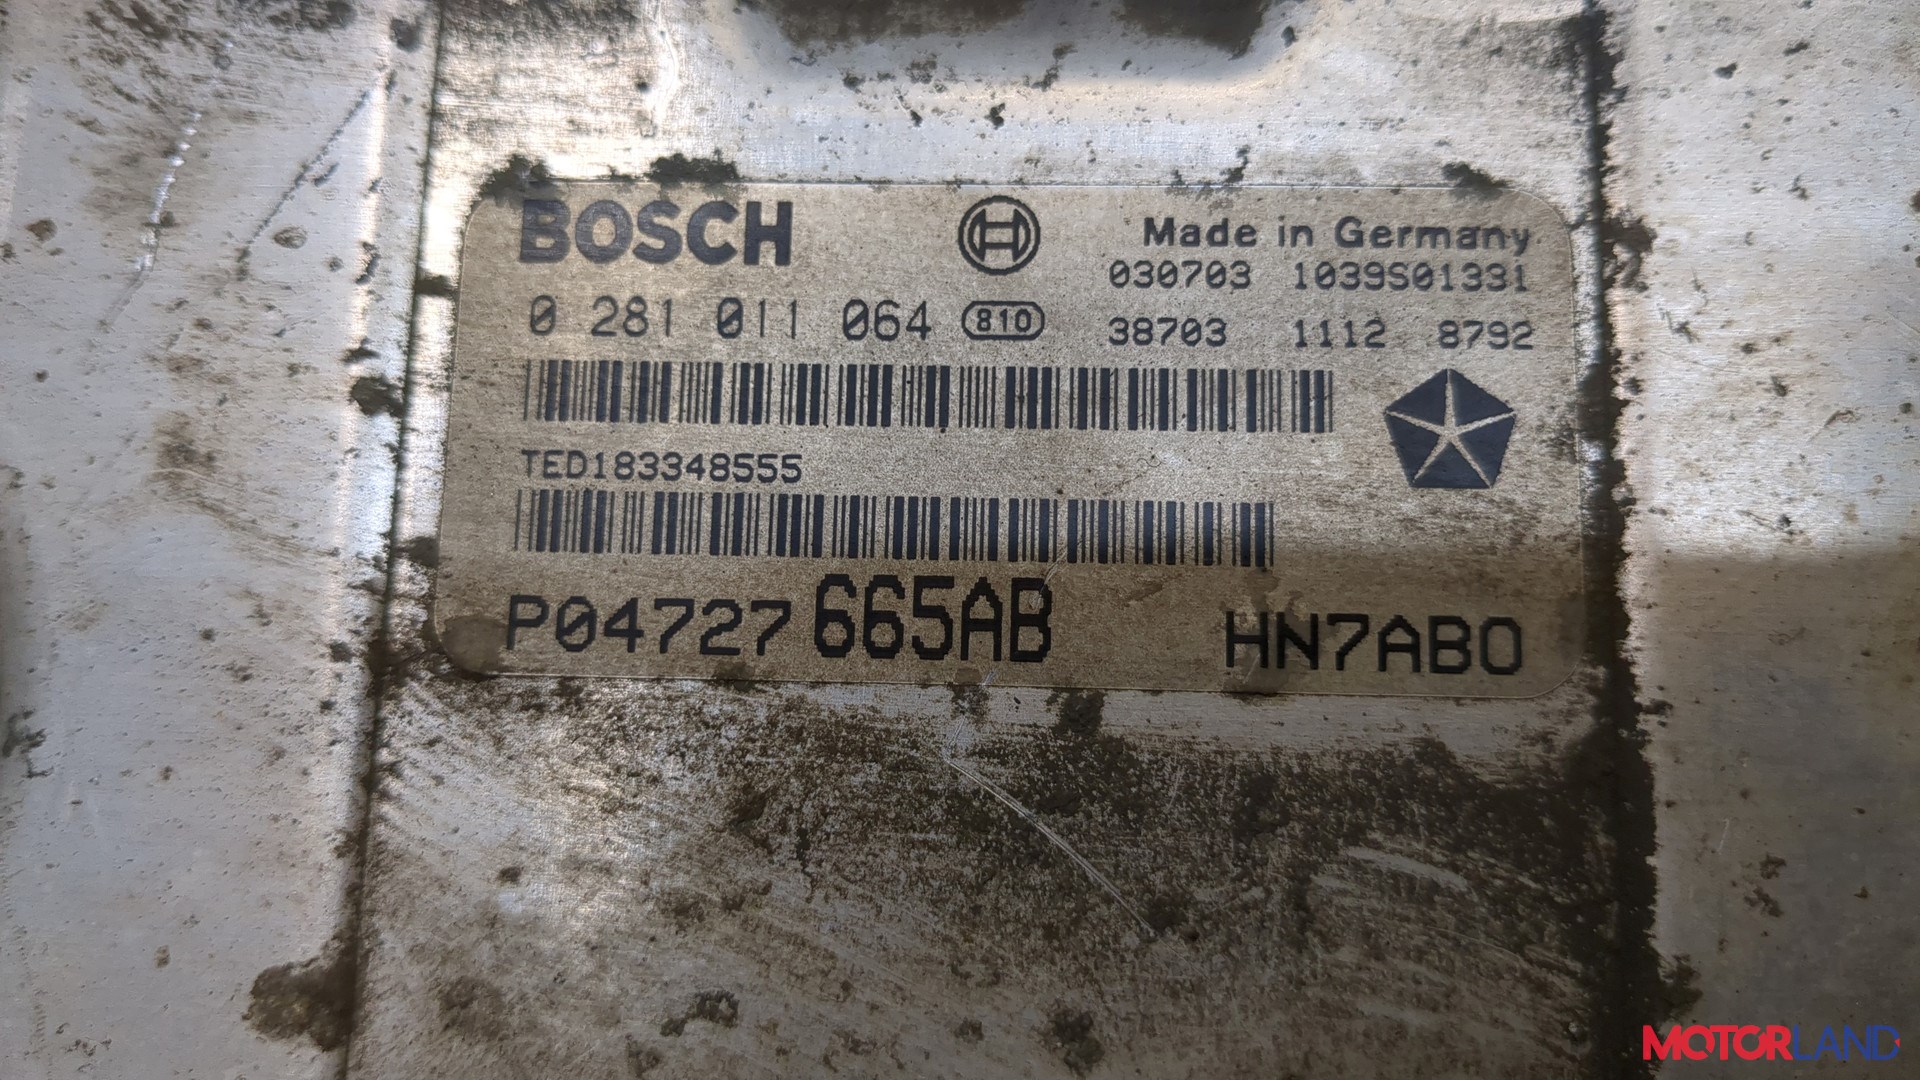 BOSCH
Made in Germany
030703 1039S01331
0 281 011 064 810 38703 1112 8792
TED183348555
P04727665AB HN7AB0
MOTORLAND